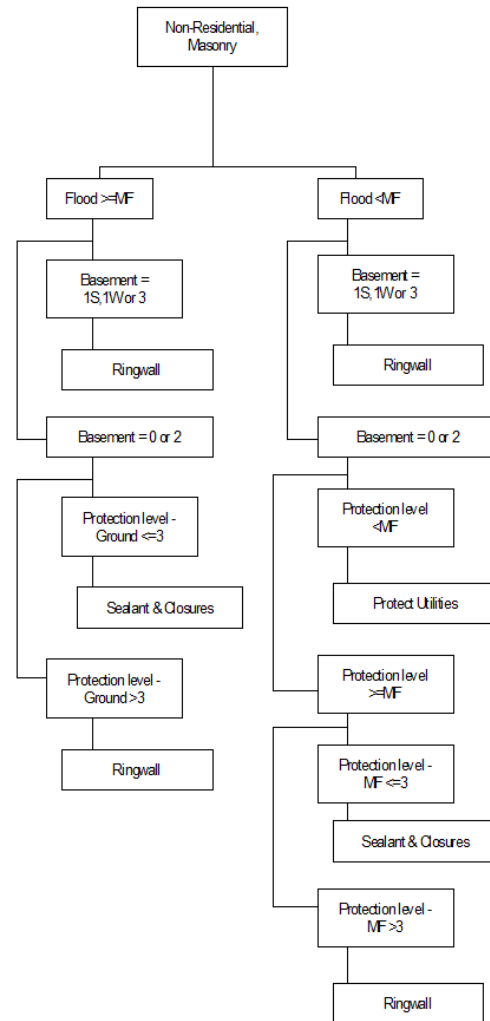 Non-Residential,
Masonry
Flood >=MF
Basement =
1S,1W or 3
Ringwall
Basement = 0 or 2
Protection level -
Ground <=3
Sealant & Closures
Protection level -
Ground >3
Ringwall
Flood <MF
Basement =
1S,1W or 3
Ringwall
Basement = 0 or 2
Protection level
<MF
Protect Utilities
Protection level
>=MF
Protection level -
MF <=3
Sealant & Closures
Protection level -
MF >3
Ringwall